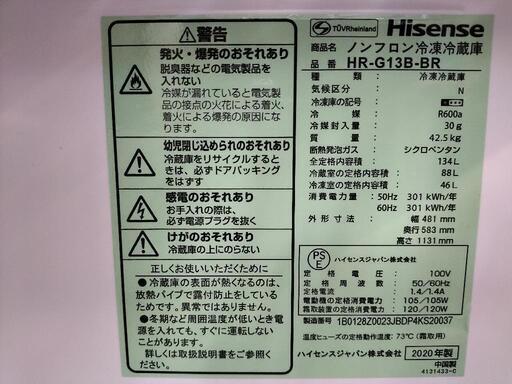 警告
発火・爆発のおそれあり
脱臭器などの電気製品を
入れない
冷媒が漏れていると電気製
品の接点の火花による着火、
着火による爆発の原因にな
ります。
幼児閉じ込められのおそれあり
冷蔵庫をリサイクルすると
きは、必ずドアパッキング
をはずす
感電のおそれあり
お手入れの際は、
必ず電源プラグを抜く
けがのおそれあり
冷蔵庫の上にのらない
正しくお使いいただくために
●冷蔵庫の表面が熱くなるのは、
放熱パイプで露付防止をしている
ためです。異常ではありません。
●冬期など周囲温度が低いとき電
源を入れても、すぐに始動しない
ことがあります。
詳しくは取扱説明書をご覧ください。
TÜVRheinland Hisense
商品名 ノンフロン冷凍冷蔵庫
品番 HR-G13B-BR
種類 : 冷凍冷蔵庫
気候区分 : N
冷凍庫の記号 :
冷媒 : R600a
冷媒封入量 : 30g
質量 : 42.5kg
断熱発泡ガス : シクロペンタン
全定格内容積 : 134L
冷蔵室の定格内容積 : 88L
冷凍室の定格内容積 : 46L
消費電力量 : 50Hz 301kWh/年
60Hz 301kWh/年
外形寸法 : 幅 481mm
奥行 583mm
高さ 1131mm
PS
E
ハイセンスジャパン株式会社
定格電圧 : 100V
定格周波数 : 50/60Hz
定格電流 : 1.4/1.4A
電動機の定格消費電力 : 105/105W
霜取装置の定格消費電力 : 120/120W
製造番号 1B0128Z0023JBDP4KS20037
温度ヒューズの定格動作温度: 73℃(霜取用)
ハイセンスジャパン株式会社 2020年製
中国製
4131433-C